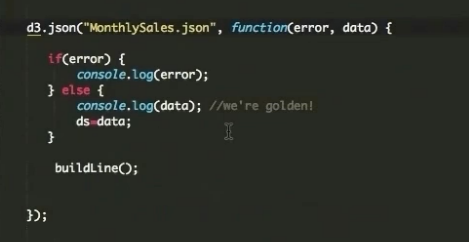 d3.json("MonthlySales.json", function(error, data) {
if(error) {
console.log(error);
} else {
console.log(data); //we're golden!
ds=data;
}
buildLine();
});